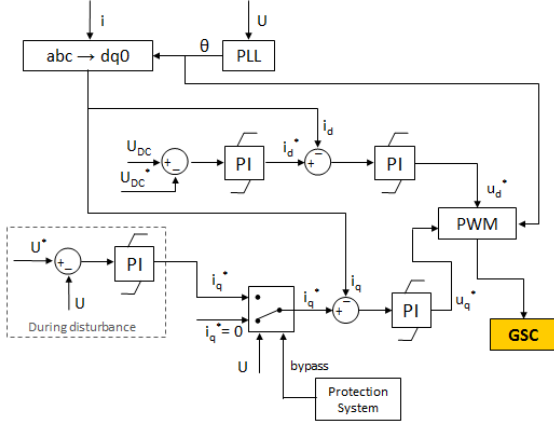 i
U
abc → dq0
θ
PLL
i_d
U_DC
+
−
PI
i_d^*
+
−
PI
U_DC^*
u_d^*
PWM
U^*
+
−
PI
i_q^*
i_q^*
i_q
−
+
PI
u_q^*
U
During disturbance
i_q^* = 0
GSC
U
bypass
Protection
System